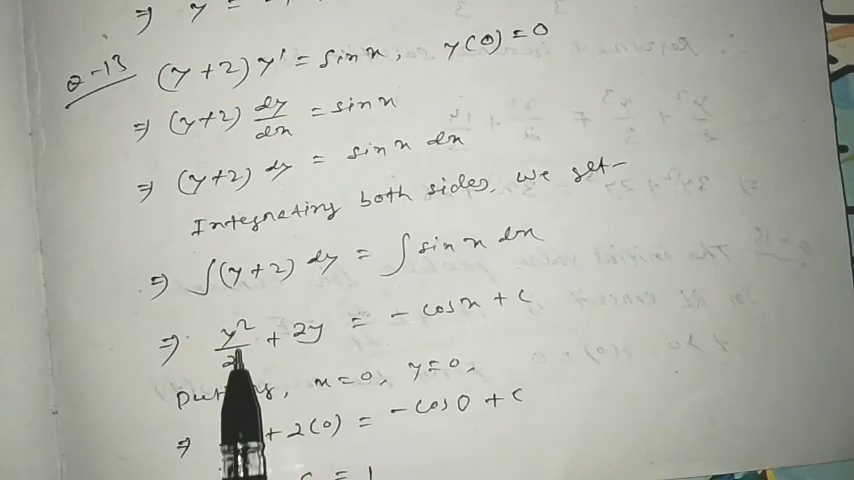 ⇒ y =
Q-13 (y+2) y' = sin x, y(0) = 0
⇒ (y+2) dy/dx = sin x
⇒ (y+2) dy = sin x dx
Integrating both sides, we get-
⇒ ∫(y+2) dy = ∫ sin x dx
⇒ y²/2 + 2y = - cos x + c
x=0, y=0,
⇒ + 2(0) = - cos 0 + c
c = 1